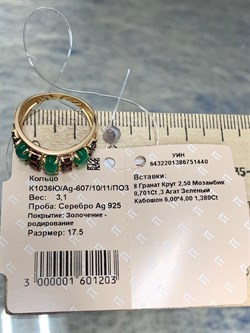 Кольцо
К1036Ю/Ag-607/10/11/ПОЗ
Вес: 3,1
Проба: Серебро Ag 925
Покрытие: Золочение -
родирование
Размер: 17.5
3 000001 601203
УИН
6432201386751440
Вставки:
8 Гранат Круг 2,50 Мозамбик
0,701Ct ,3 Агат Зеленый
Кабошон 6,00*4,00 1,380Ct